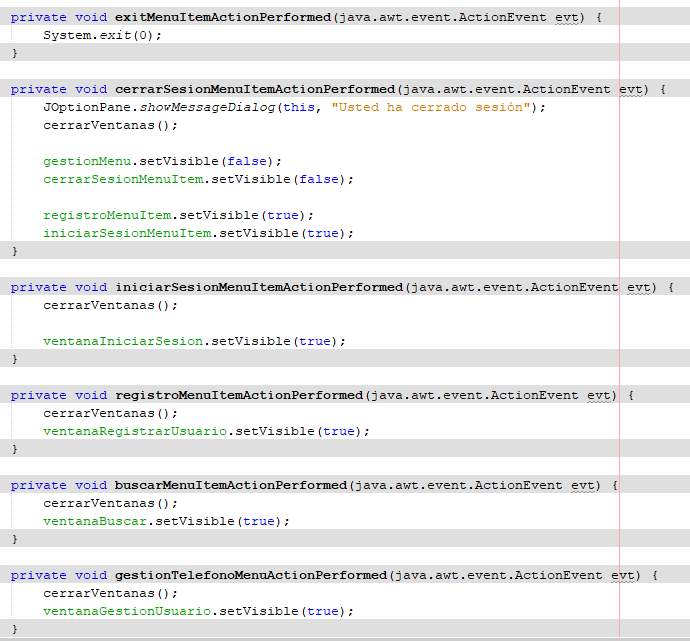 private void exitMenuItemActionPerformed(java.awt.event.ActionEvent evt) {
    System.exit(0);
}
private void cerrarSesionMenuItemActionPerformed(java.awt.event.ActionEvent evt) {
    JOptionPane.showMessageDialog(this, "Usted ha cerrado sesión");
    cerrarVentanas();
    gestionMenu.setVisible(false);
    cerrarSesionMenuItem.setVisible(false);
    registroMenuItem.setVisible(true);
    iniciarSesionMenuItem.setVisible(true);
}
private void iniciarSesionMenuItemActionPerformed(java.awt.event.ActionEvent evt) {
    cerrarVentanas();
    ventanaIniciarSesion.setVisible(true);
}
private void registroMenuItemActionPerformed(java.awt.event.ActionEvent evt) {
    cerrarVentanas();
    ventanaRegistrarUsuario.setVisible(true);
}
private void buscarMenuItemActionPerformed(java.awt.event.ActionEvent evt) {
    cerrarVentanas();
    ventanaBuscar.setVisible(true);
}
private void gestionTelefonoMenuActionPerformed(java.awt.event.ActionEvent evt) {
    cerrarVentanas();
    ventanaGestionUsuario.setVisible(true);
}